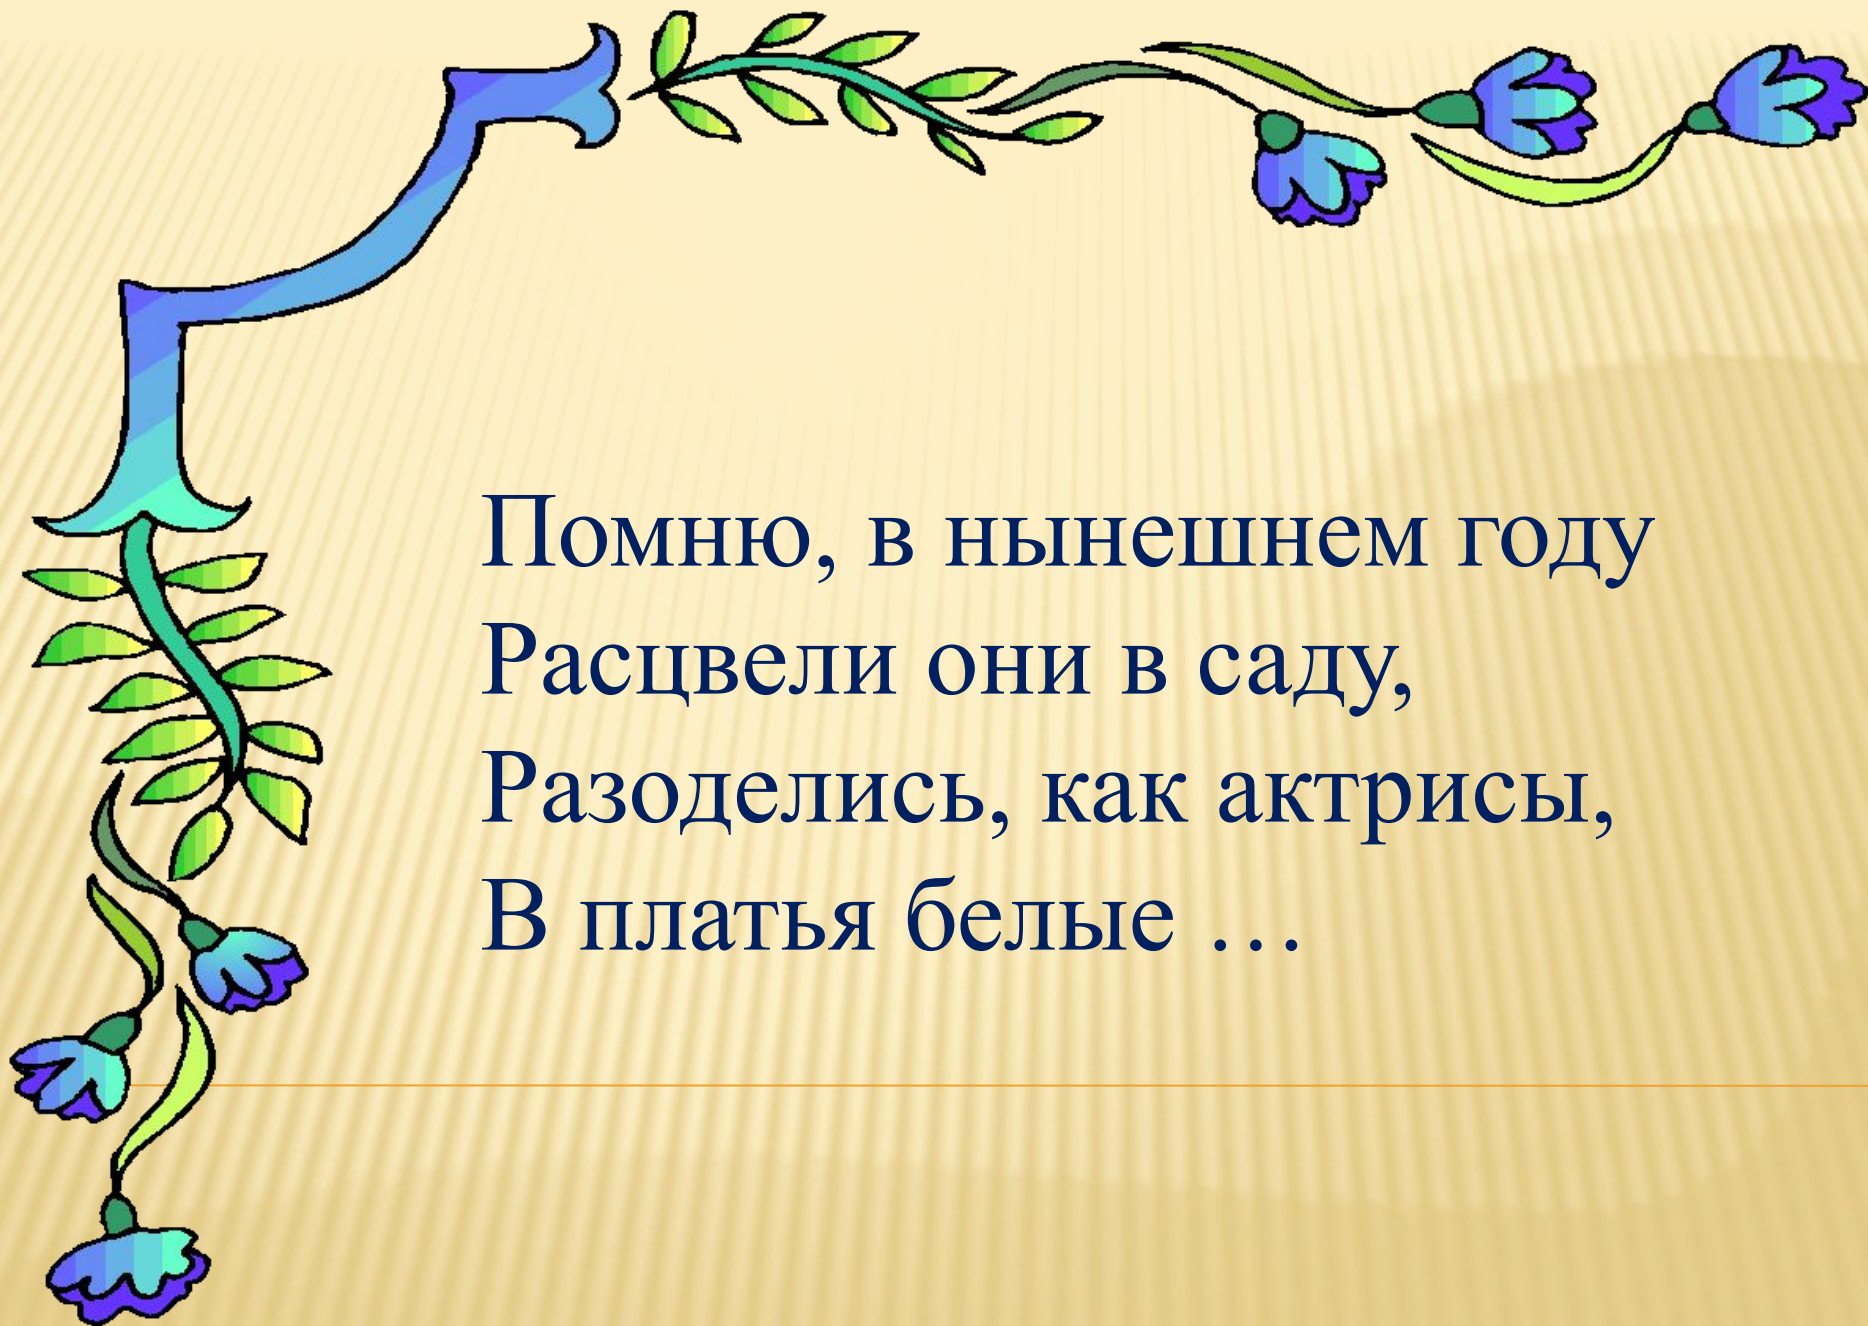 Помню, в нынешнем году
Расцвели они в саду,
Разоделись, как актрисы,
В платья белые …